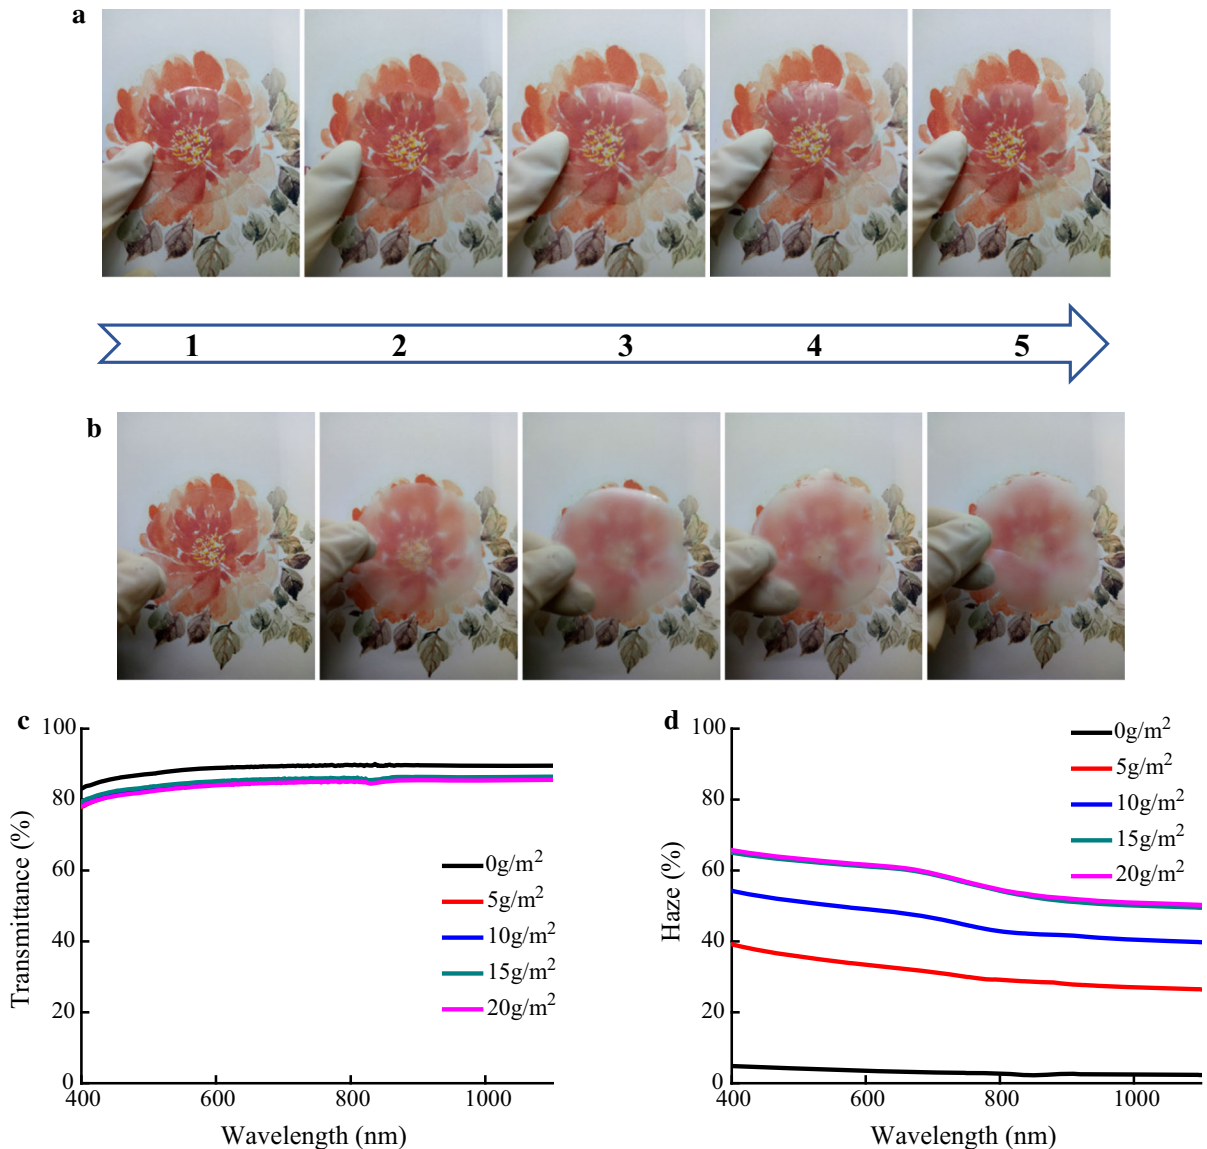 a
1 2 3 4 5
b
c
100
80
60
40
20
0
400 600 800 1000
Transmittance (%)
Wavelength (nm)
0g/m²
5g/m²
10g/m²
15g/m²
20g/m²
d
100
80
60
40
20
0
400 600 800 1000
Haze (%)
Wavelength (nm)
0g/m²
5g/m²
10g/m²
15g/m²
20g/m²